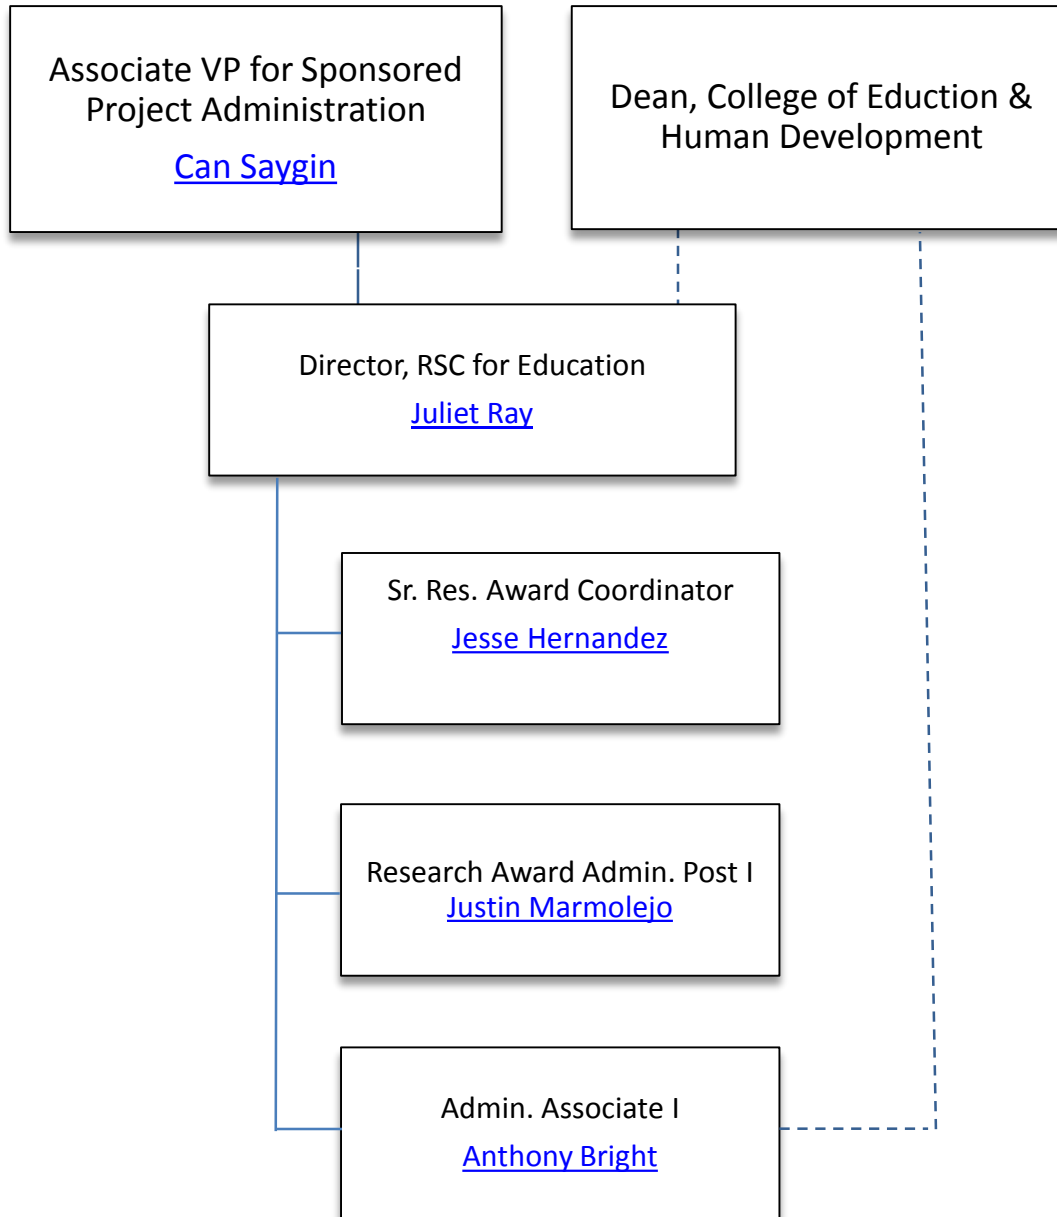 Associate VP for Sponsored
Project Administration
Can Saygin
Dean, College of Eduction &
Human Development
Director, RSC for Education
Juliet Ray
Sr. Res. Award Coordinator
Jesse Hernandez
Research Award Admin. Post I
Justin Marmolejo
Admin. Associate I
Anthony Bright